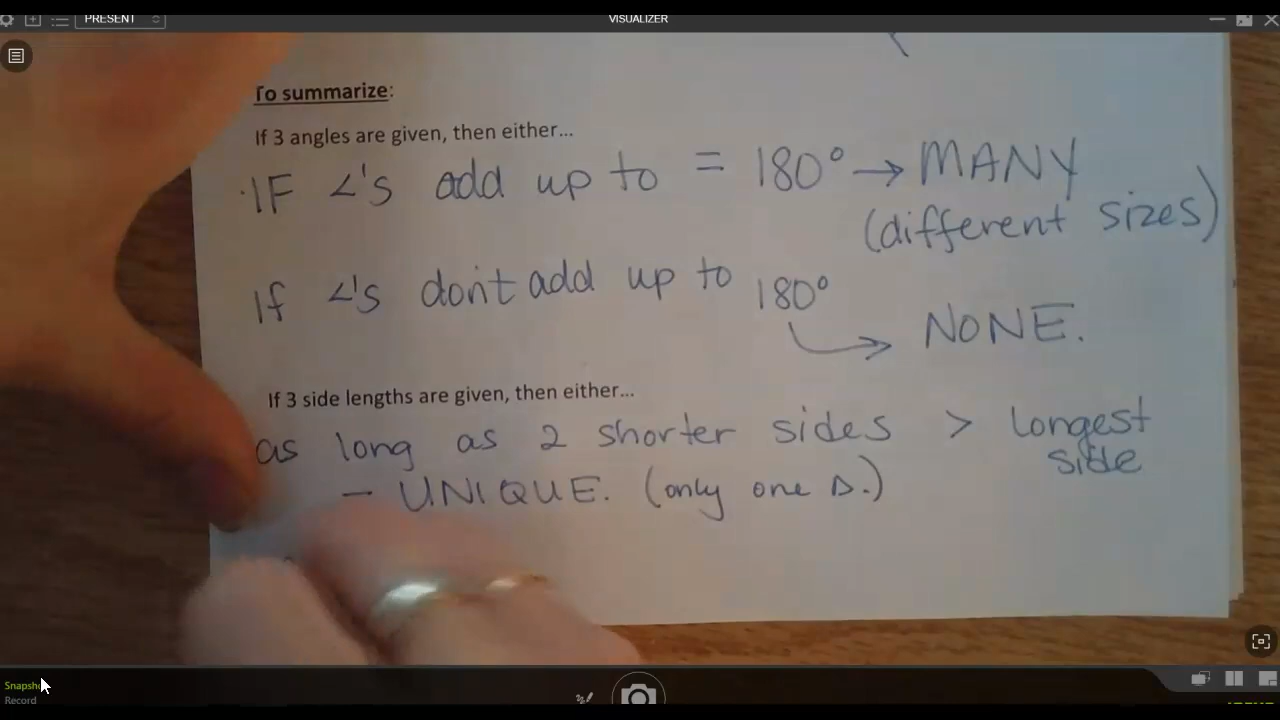 PRESENT
VISUALIZER
To summarize:
If 3 angles are given, then either...
·IF ∠'s add up to = 180° → MANY
(different sizes)
If ∠'s don't add up to 180°
→ NONE.
If 3 side lengths are given, then either...
as long as 2 shorter sides > longest
side
- UNIQUE. (only one Δ.)
Record